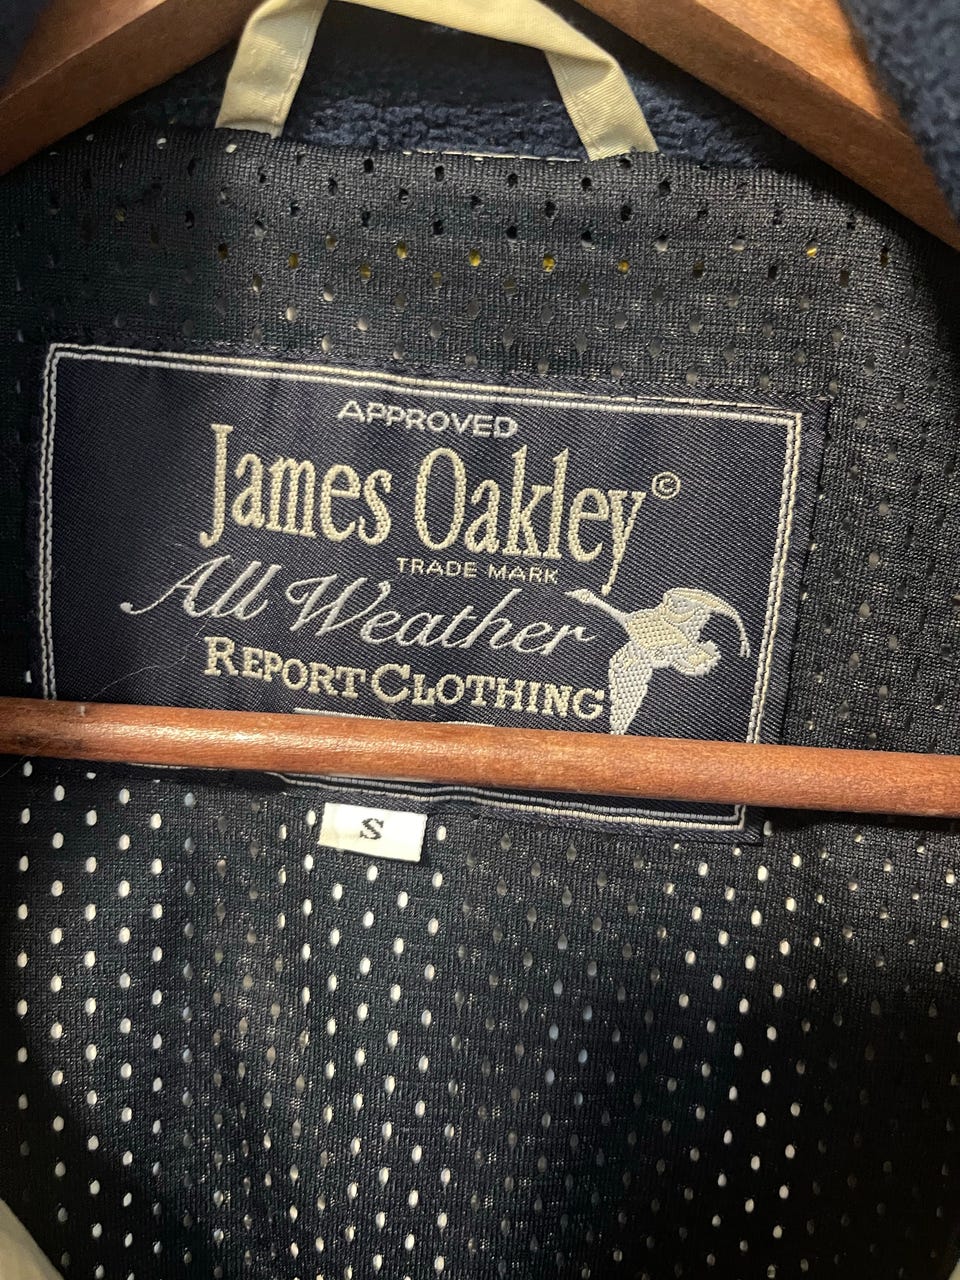 APPROVED
James Oakley©
TRADE MARK
All Weather
REPORT CLOTHING
S